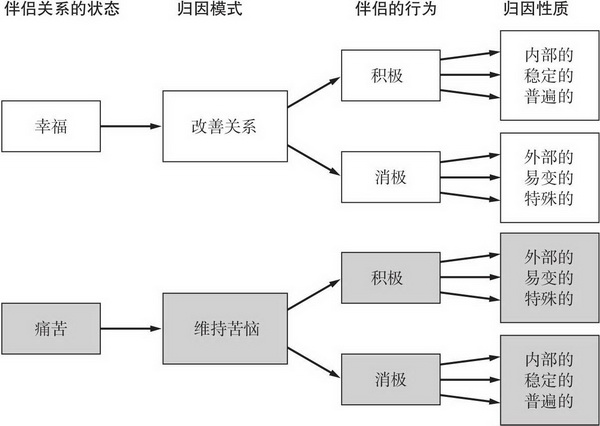 伴侣关系的状态 归因模式 伴侣的行为 归因性质
幸福
改善关系
积极
内部的
稳定的
普遍的
消极
外部的
易变的
特殊的
痛苦
维持苦恼
积极
外部的
易变的
特殊的
消极
内部的
稳定的
普遍的